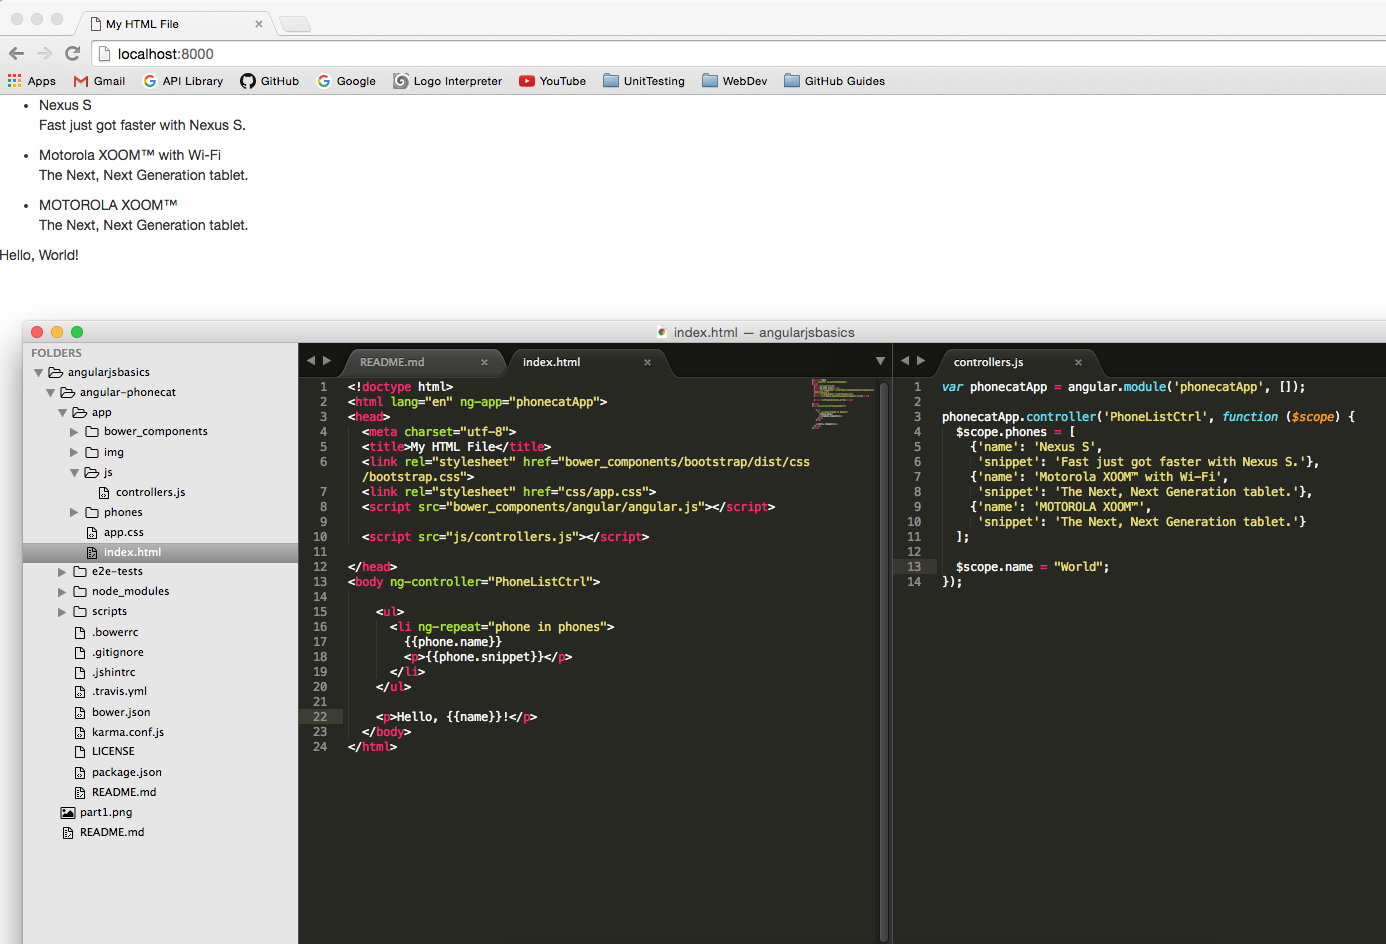 My HTML File
localhost:8000
Apps Gmail API Library GitHub Google Logo Interpreter YouTube UnitTesting WebDev GitHub Guides
Nexus S
Fast just got faster with Nexus S.
Motorola XOOM™ with Wi-Fi
The Next, Next Generation tablet.
MOTOROLA XOOM™
The Next, Next Generation tablet.
Hello, World!
index.html — angularjsbasics
FOLDERS
angularjsbasics
angular-phonecat
app
bower_components
img
js
controllers.js
phones
app.css
index.html
e2e-tests
node_modules
scripts
.bowerrc
.gitignore
.jshintrc
.travis.yml
bower.json
karma.conf.js
LICENSE
package.json
README.md
part1.png
README.md
README.md index.html
1 <!doctype html>
2 <html lang="en" ng-app="phonecatApp">
3 <head>
4 <meta charset="utf-8">
5 <title>My HTML File</title>
6 <link rel="stylesheet" href="bower_components/bootstrap/dist/css
/bootstrap.css">
7 <link rel="stylesheet" href="css/app.css">
8 <script src="bower_components/angular/angular.js"></script>
9
10 <script src="js/controllers.js"></script>
11
12 </head>
13 <body ng-controller="PhoneListCtrl">
14
15 <ul>
16 <li ng-repeat="phone in phones">
17 {{phone.name}}
18 <p>{{phone.snippet}}</p>
19 </li>
20 </ul>
21
22 <p>Hello, {{name}}!</p>
23 </body>
24 </html>
controllers.js
1 var phonecatApp = angular.module('phonecatApp', []);
2
3 phonecatApp.controller('PhoneListCtrl', function ($scope) {
4 $scope.phones = [
5 {'name': 'Nexus S',
6 'snippet': 'Fast just got faster with Nexus S.'},
7 {'name': 'Motorola XOOM™ with Wi-Fi',
8 'snippet': 'The Next, Next Generation tablet.'},
9 {'name': 'MOTOROLA XOOM™',
10 'snippet': 'The Next, Next Generation tablet.'}
11 ];
12
13 $scope.name = "World";
14 });